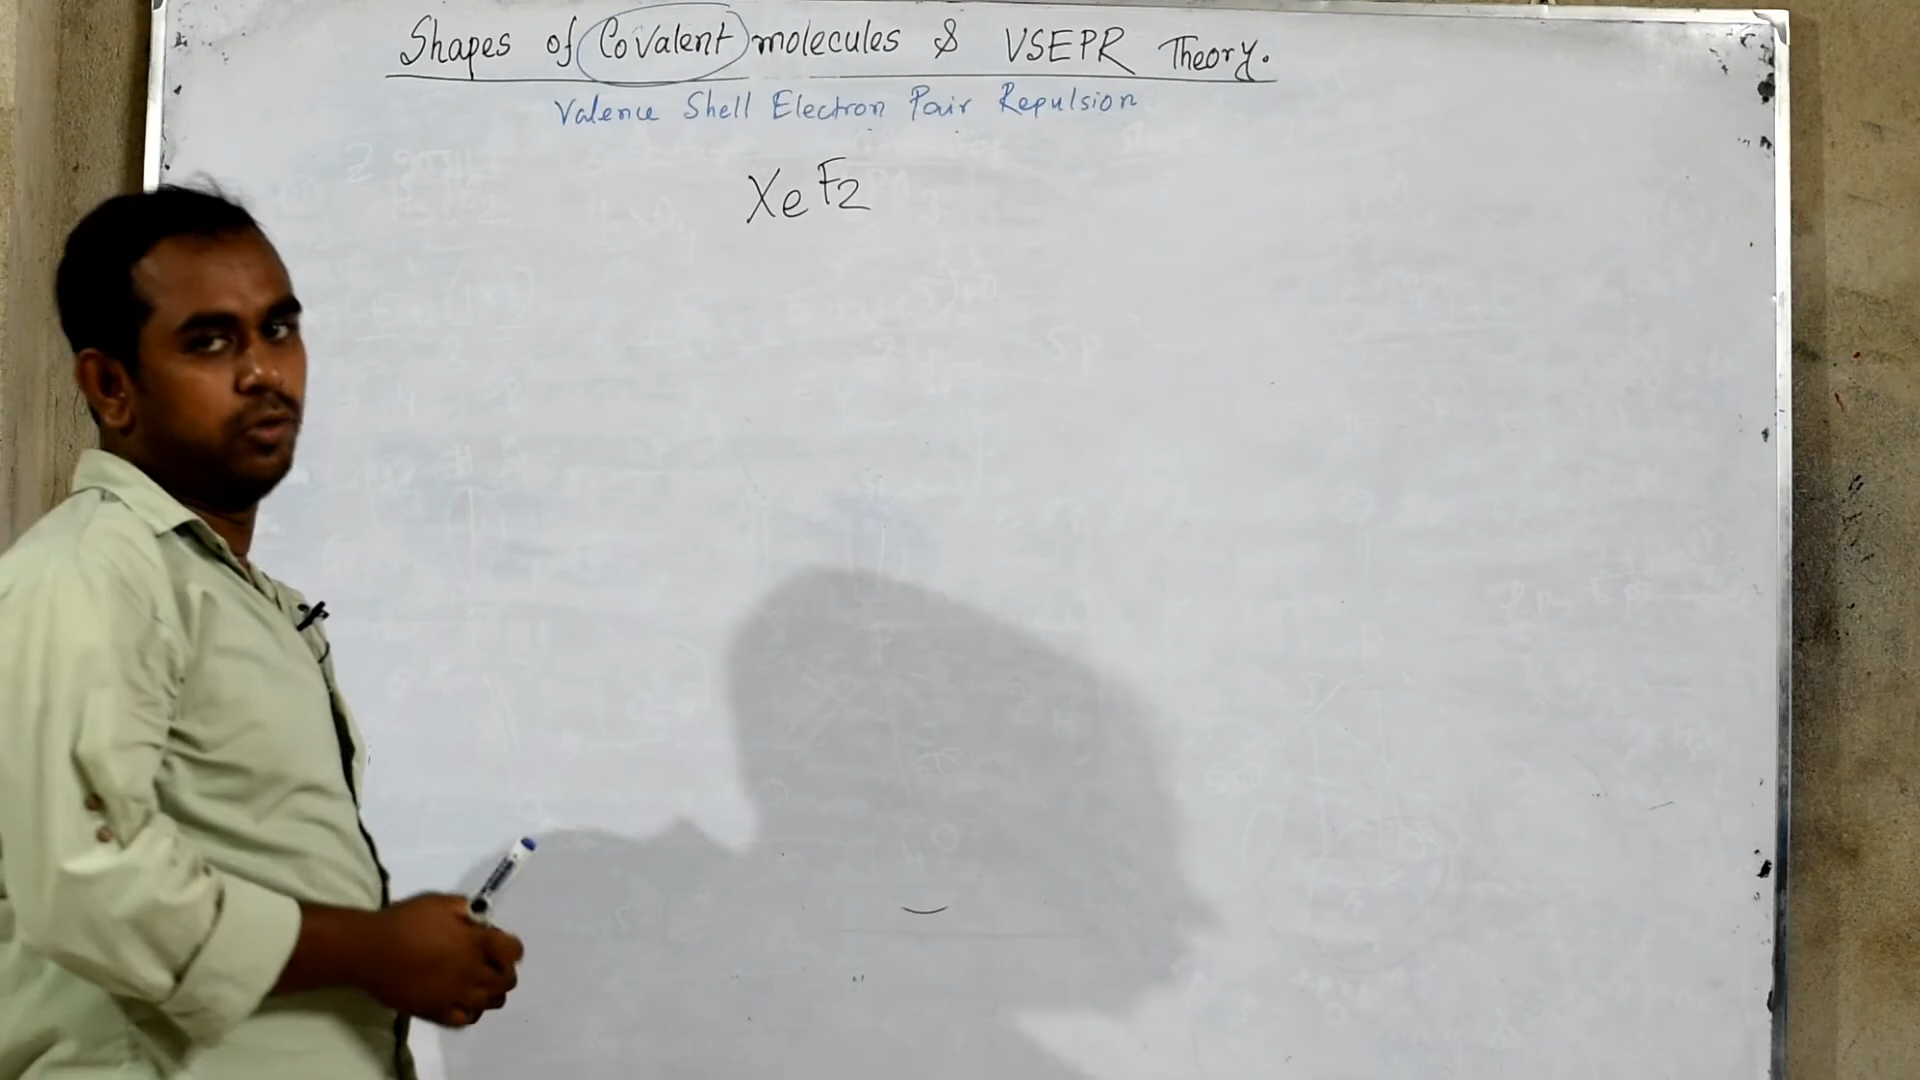 Shapes of Covalent molecules & VSEPR Theory.
Valence Shell Electron Pair Repulsion
XeF2